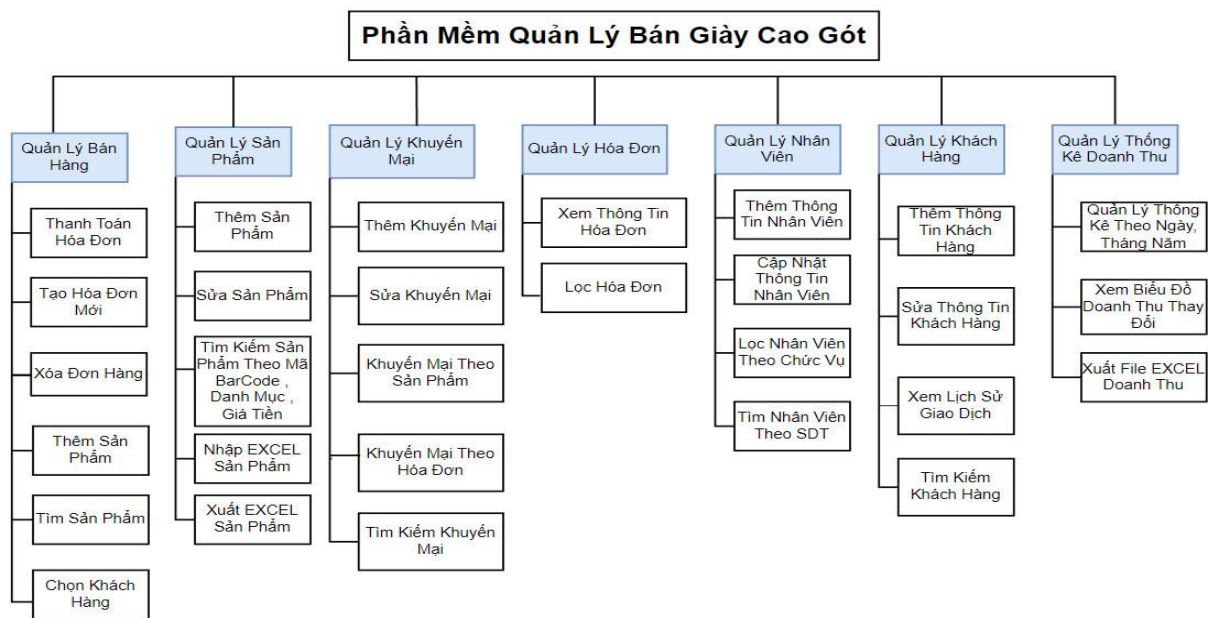 Phần Mềm Quản Lý Bán Giày Cao Gót
Quản Lý Bán
Hàng
Thanh Toán
Hóa Đơn
Tạo Hóa Đơn
Mới
Xóa Đơn Hàng
Thêm Sản
Phẩm
Tìm Sản Phẩm
Chọn Khách
Hàng
Quản Lý Sản
Phẩm
Thêm Sản
Phẩm
Sửa Sản Phẩm
Tìm Kiếm Sản
Phẩm Theo Mã
BarCode ,
Danh Mục ,
Giá Tiền
Nhập EXCEL
Sản Phẩm
Xuất EXCEL
Sản Phẩm
Quản Lý Khuyến
Mại
Thêm Khuyến Mại
Sửa Khuyến Mại
Khuyến Mại Theo
Sản Phẩm
Khuyến Mại Theo
Hóa Đơn
Tìm Kiếm Khuyến
Mại
Quản Lý Hóa Đơn
Xem Thông Tin
Hóa Đơn
Lọc Hóa Đơn
Quản Lý Nhân
Viên
Thêm Thông
Tin Nhân Viên
Cập Nhật
Thông Tin
Nhân Viên
Lọc Nhân Viên
Theo Chức Vụ
Tìm Nhân Viên
Theo SDT
Quản Lý Khách
Hàng
Thêm Thông
Tin Khách
Hàng
Sửa Thông Tin
Khách Hàng
Xem Lịch Sử
Giao Dịch
Tìm Kiếm
Khách Hàng
Quản Lý Thống
Kê Doanh Thu
Quản Lý Thống
Kê Theo Ngày,
Tháng Năm
Xem Biểu Đồ
Doanh Thu Thay
Đổi
Xuất File EXCEL
Doanh Thu